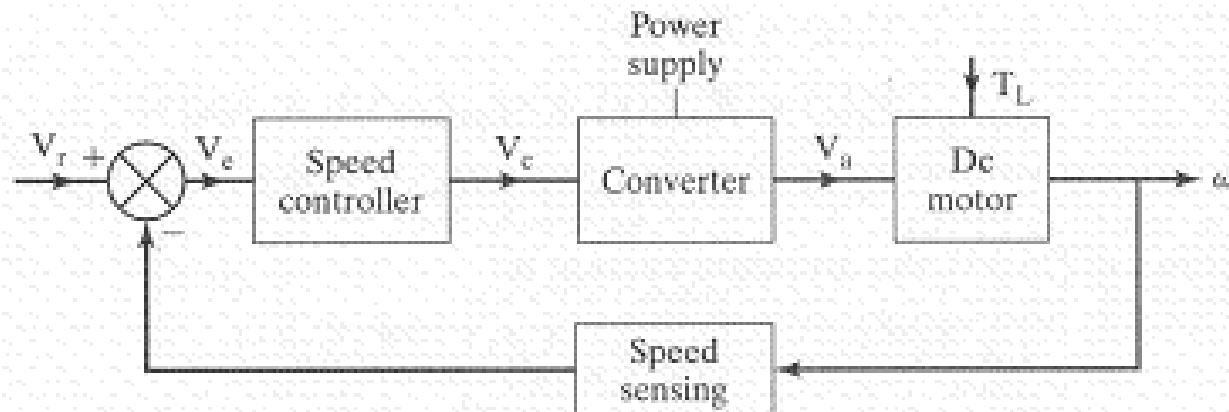 Power
supply
T_L
V_r
+
V_e
Speed
controller
V_c
Converter
V_a
Dc
motor
ω
−
Speed
sensing